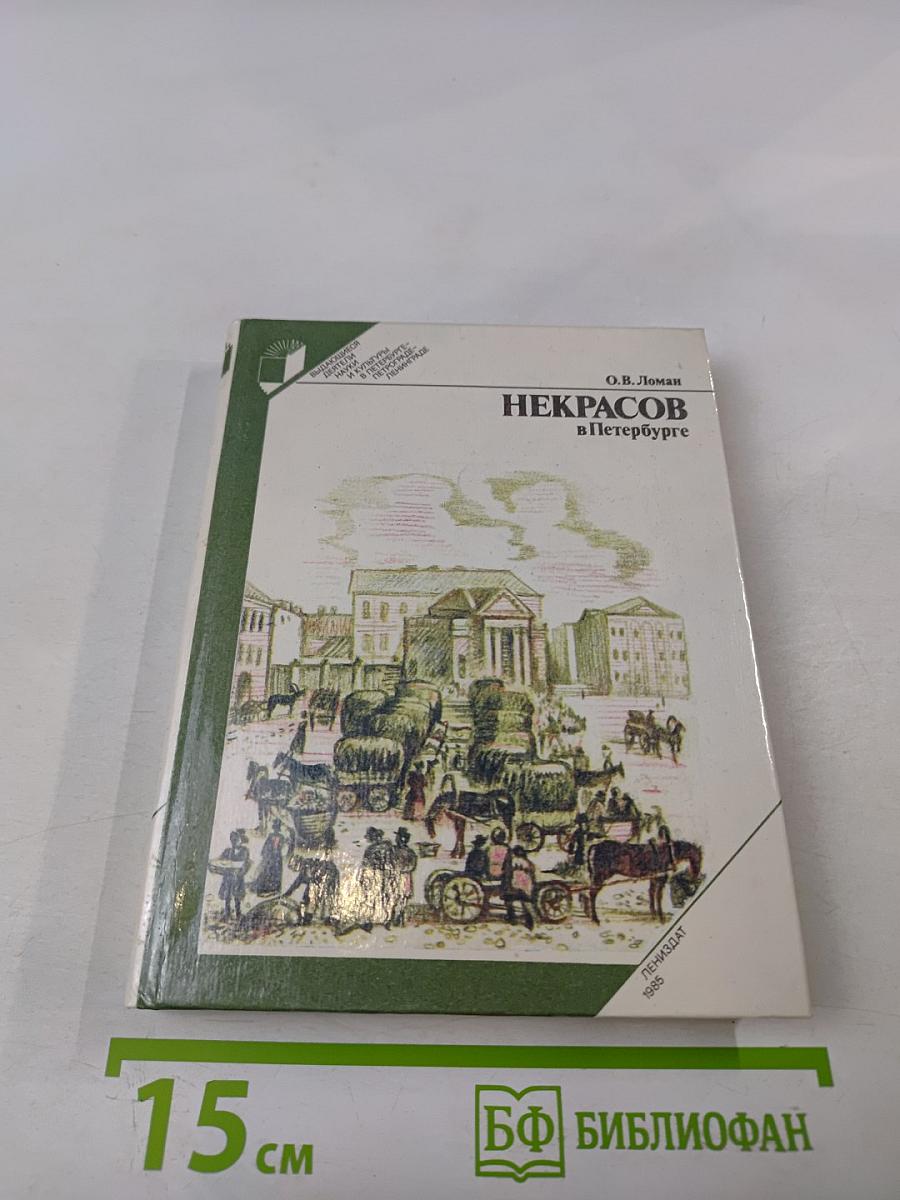 ВЫДАЮЩИЕСЯ
ДЕЯТЕЛИ
НАУКИ
И КУЛЬТУРЫ
В ПЕТЕРБУРГЕ-
ПЕТРОГРАДЕ-
ЛЕНИНГРАДЕ
О.В.Ломан
НЕКРАСОВ
в Петербурге
ЛЕНИЗДАТ
1985
15 см
БФ БИБЛИОФАН